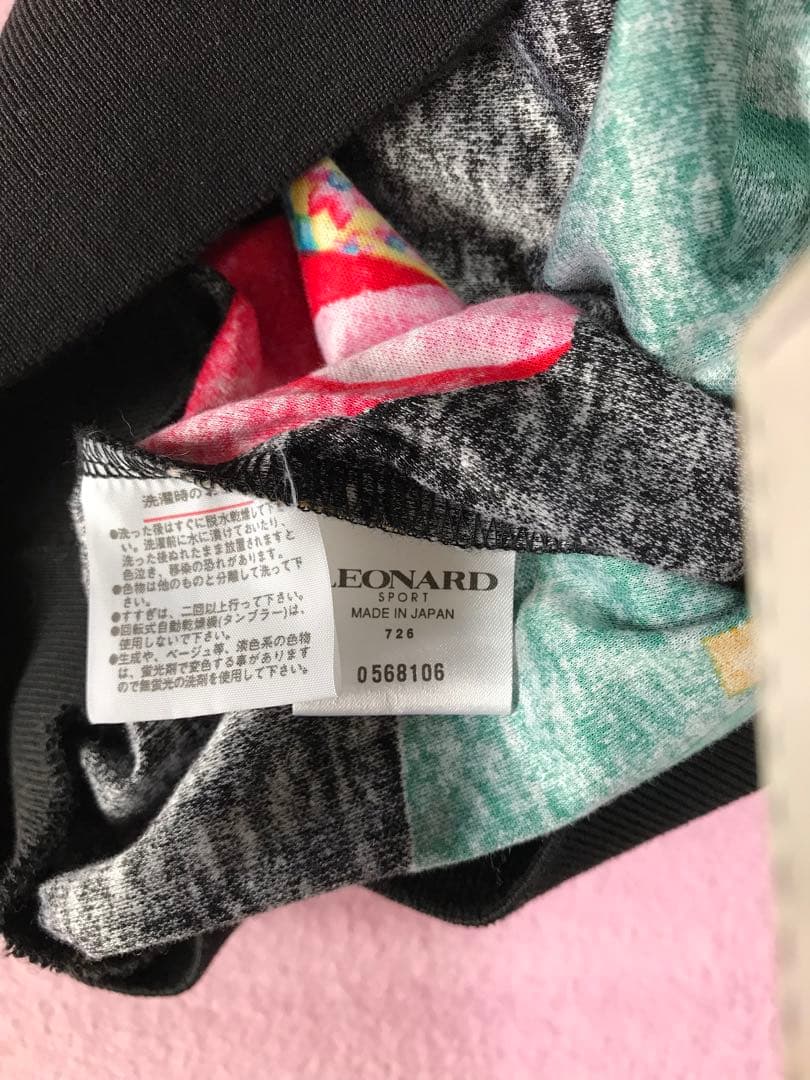 洗濯時のお
●洗った後はすぐに脱水乾燥して下
い。洗濯前に水に漬けておいたり、
洗った後ぬれたまま放置されますと
色泣き、移染の恐れがあります。
●色物は他のものと分離して洗って下
さい。
●すすぎは、二回以上行って下さい。
●回転式自動乾燥機(タンブラー)は、
使用しないで下さい。
●生成や、ベージュ等、淡色系の色物
は、蛍光剤で変色する事があります
ので無蛍光の洗剤を使用して下さい。
LEONARD
SPORT
MADE IN JAPAN
726
0568106